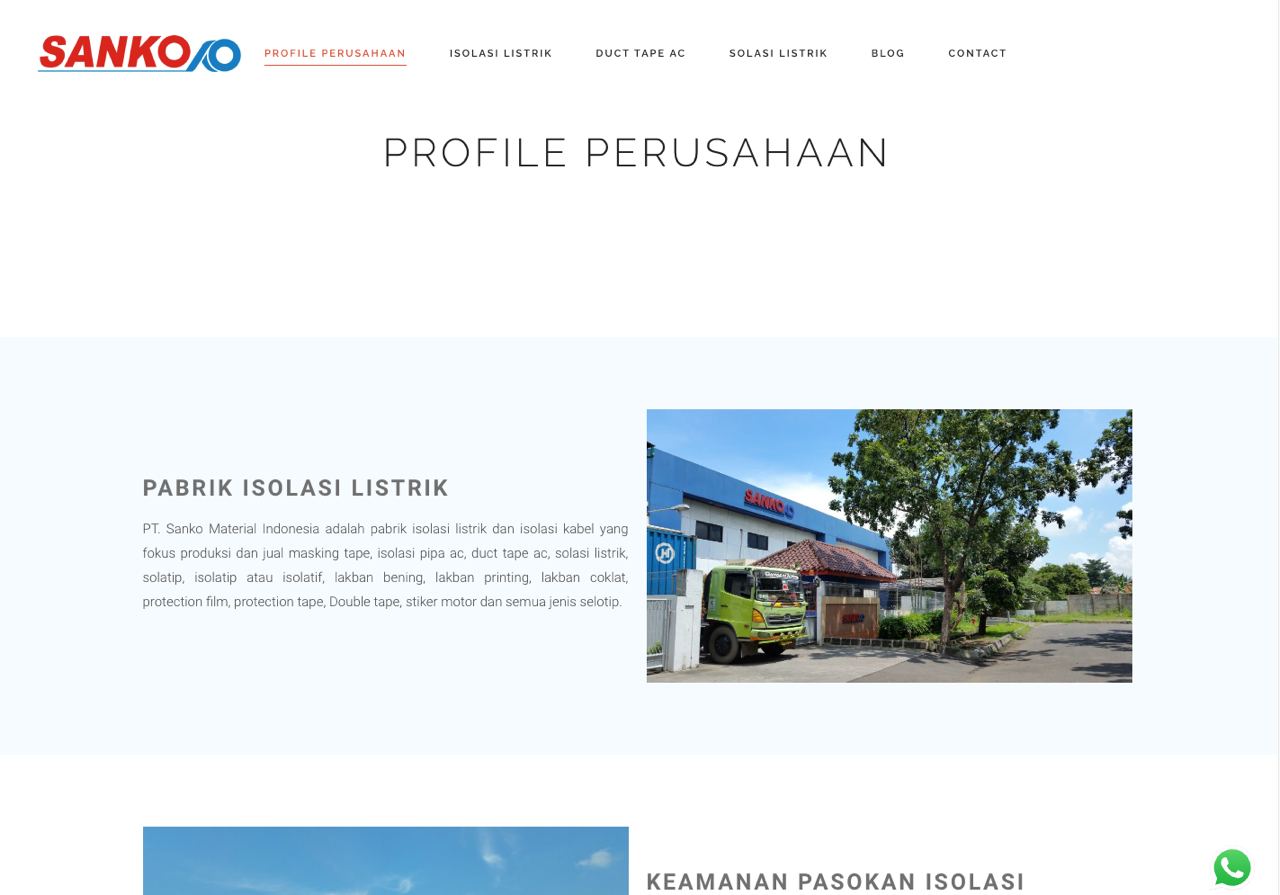 SANKO
PROFILE PERUSAHAAN
ISOLASI LISTRIK
DUCT TAPE AC
SOLASI LISTRIK
BLOG
CONTACT
PROFILE PERUSAHAAN
PABRIK ISOLASI LISTRIK
PT. Sanko Material Indonesia adalah pabrik isolasi listrik dan isolasi kabel yang
fokus produksi dan jual masking tape, isolasi pipa ac, duct tape ac, solasi listrik,
solatip, isolatip atau isolatif, lakban bening, lakban printing, lakban coklat,
protection film, protection tape, Double tape, stiker motor dan semua jenis selotip.
SANKO
SANKO
KEAMANAN PASOKAN ISOLASI